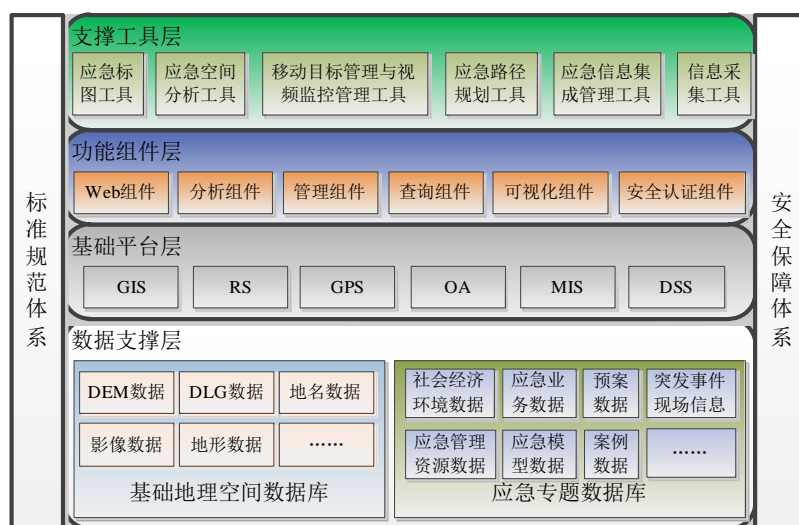 支撑工具层
应急标
图工具
应急空间
分析工具
移动目标管理与视
频监控管理工具
应急路径
规划工具
应急信息集
成管理工具
信息采
集工具
功能组件层
Web组件
分析组件
管理组件
查询组件
可视化组件
安全认证组件
基础平台层
GIS
RS
GPS
OA
MIS
DSS
数据支撑层
DEM数据
DLG数据
地名数据
影像数据
地形数据
……
基础地理空间数据库
社会经济
环境数据
应急业
务数据
预案
数据
突发事件
现场信息
应急管理
资源数据
应急模
型数据
案例
数据
……
应急专题数据库
标准规范体系
安全保障体系